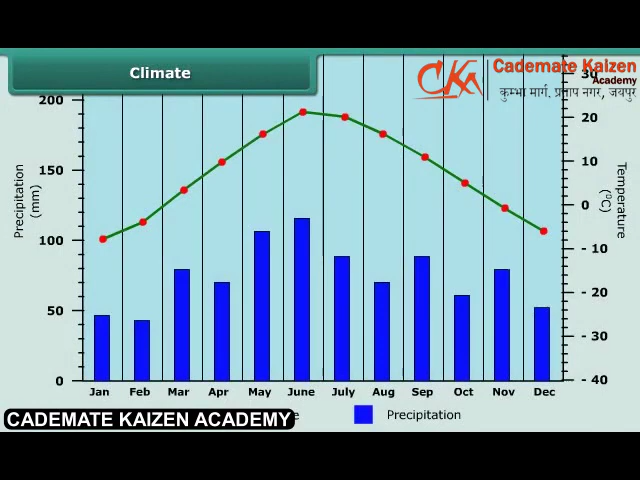 Climate
CKA
Cademate Kaizen
Academy
कुम्भा मार्ग, प्रताप नगर, जयपुर
Precipitation
(mm)
200
150
100
50
0
30
20
10
0
- 10
- 20
- 30
- 40
Temperature
(°C)
Jan Feb Mar Apr May June July Aug Sep Oct Nov Dec
CADEMATE KAIZEN ACADEMY
Precipitation